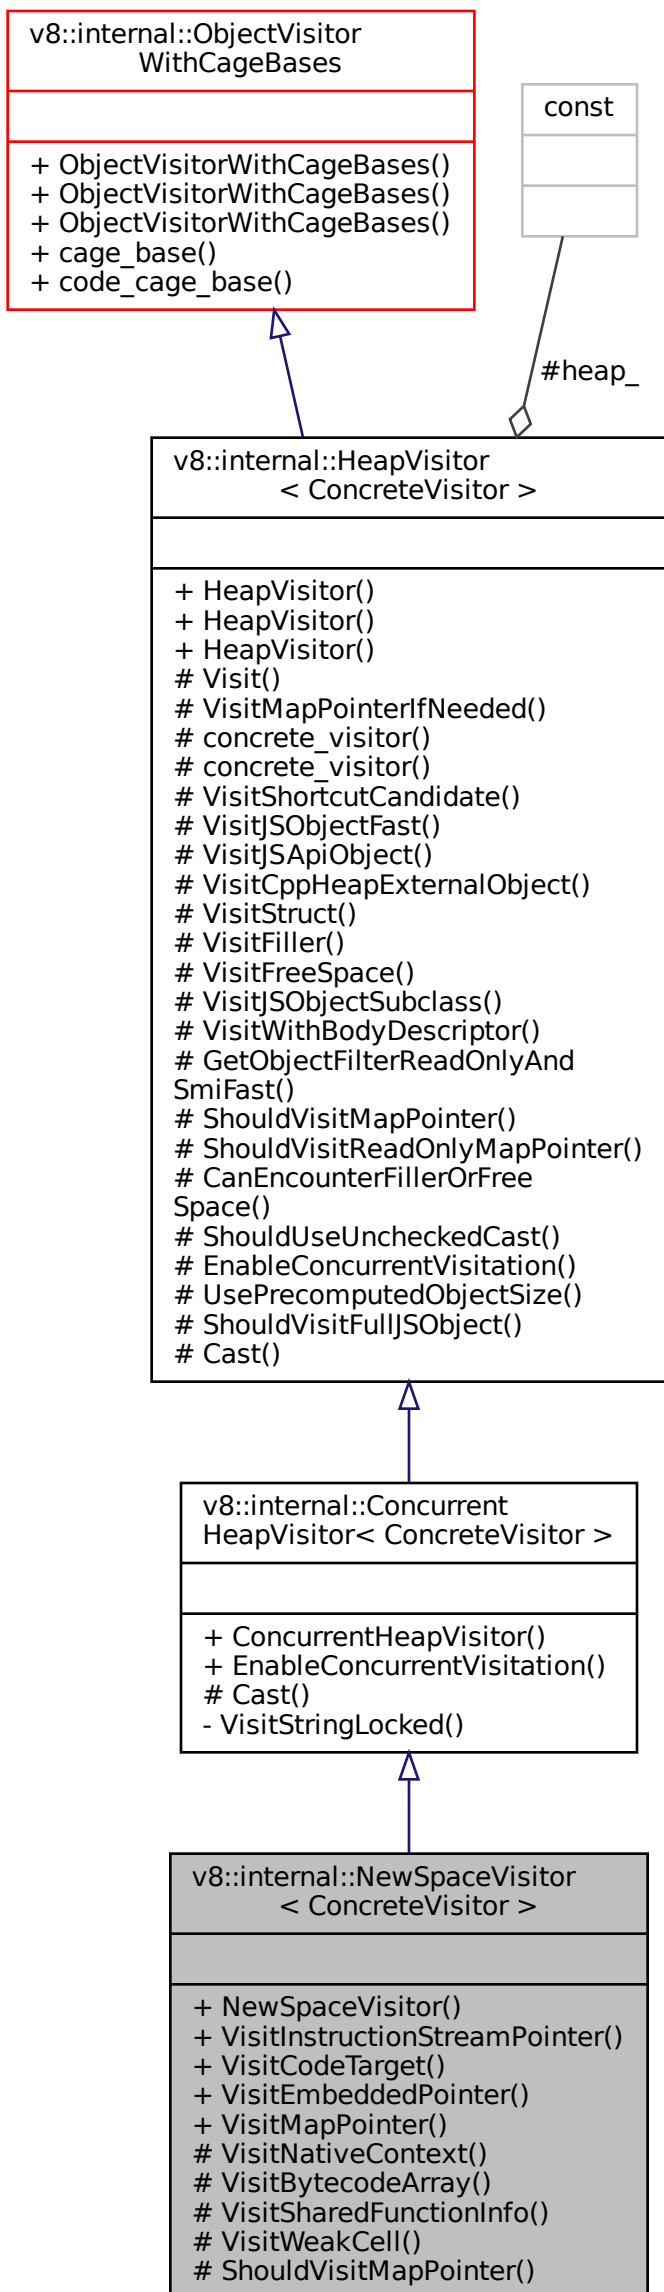 v8::internal::ObjectVisitor
WithCageBases
+ ObjectVisitorWithCageBases()
+ ObjectVisitorWithCageBases()
+ ObjectVisitorWithCageBases()
+ cage_base()
+ code_cage_base()
const
#heap_
v8::internal::HeapVisitor
< ConcreteVisitor >
+ HeapVisitor()
+ HeapVisitor()
+ HeapVisitor()
# Visit()
# VisitMapPointerIfNeeded()
# concrete_visitor()
# concrete_visitor()
# VisitShortcutCandidate()
# VisitJSObjectFast()
# VisitJSApiObject()
# VisitCppHeapExternalObject()
# VisitStruct()
# VisitFiller()
# VisitFreeSpace()
# VisitJSObjectSubclass()
# VisitWithBodyDescriptor()
# GetObjectFilterReadOnlyAnd
SmiFast()
# ShouldVisitMapPointer()
# ShouldVisitReadOnlyMapPointer()
# CanEncounterFillerOrFree
Space()
# ShouldUseUncheckedCast()
# EnableConcurrentVisitation()
# UsePrecomputedObjectSize()
# ShouldVisitFullJSObject()
# Cast()
v8::internal::Concurrent
HeapVisitor< ConcreteVisitor >
+ ConcurrentHeapVisitor()
+ EnableConcurrentVisitation()
# Cast()
- VisitStringLocked()
v8::internal::NewSpaceVisitor
< ConcreteVisitor >
+ NewSpaceVisitor()
+ VisitInstructionStreamPointer()
+ VisitCodeTarget()
+ VisitEmbeddedPointer()
+ VisitMapPointer()
# VisitNativeContext()
# VisitBytecodeArray()
# VisitSharedFunctionInfo()
# VisitWeakCell()
# ShouldVisitMapPointer()